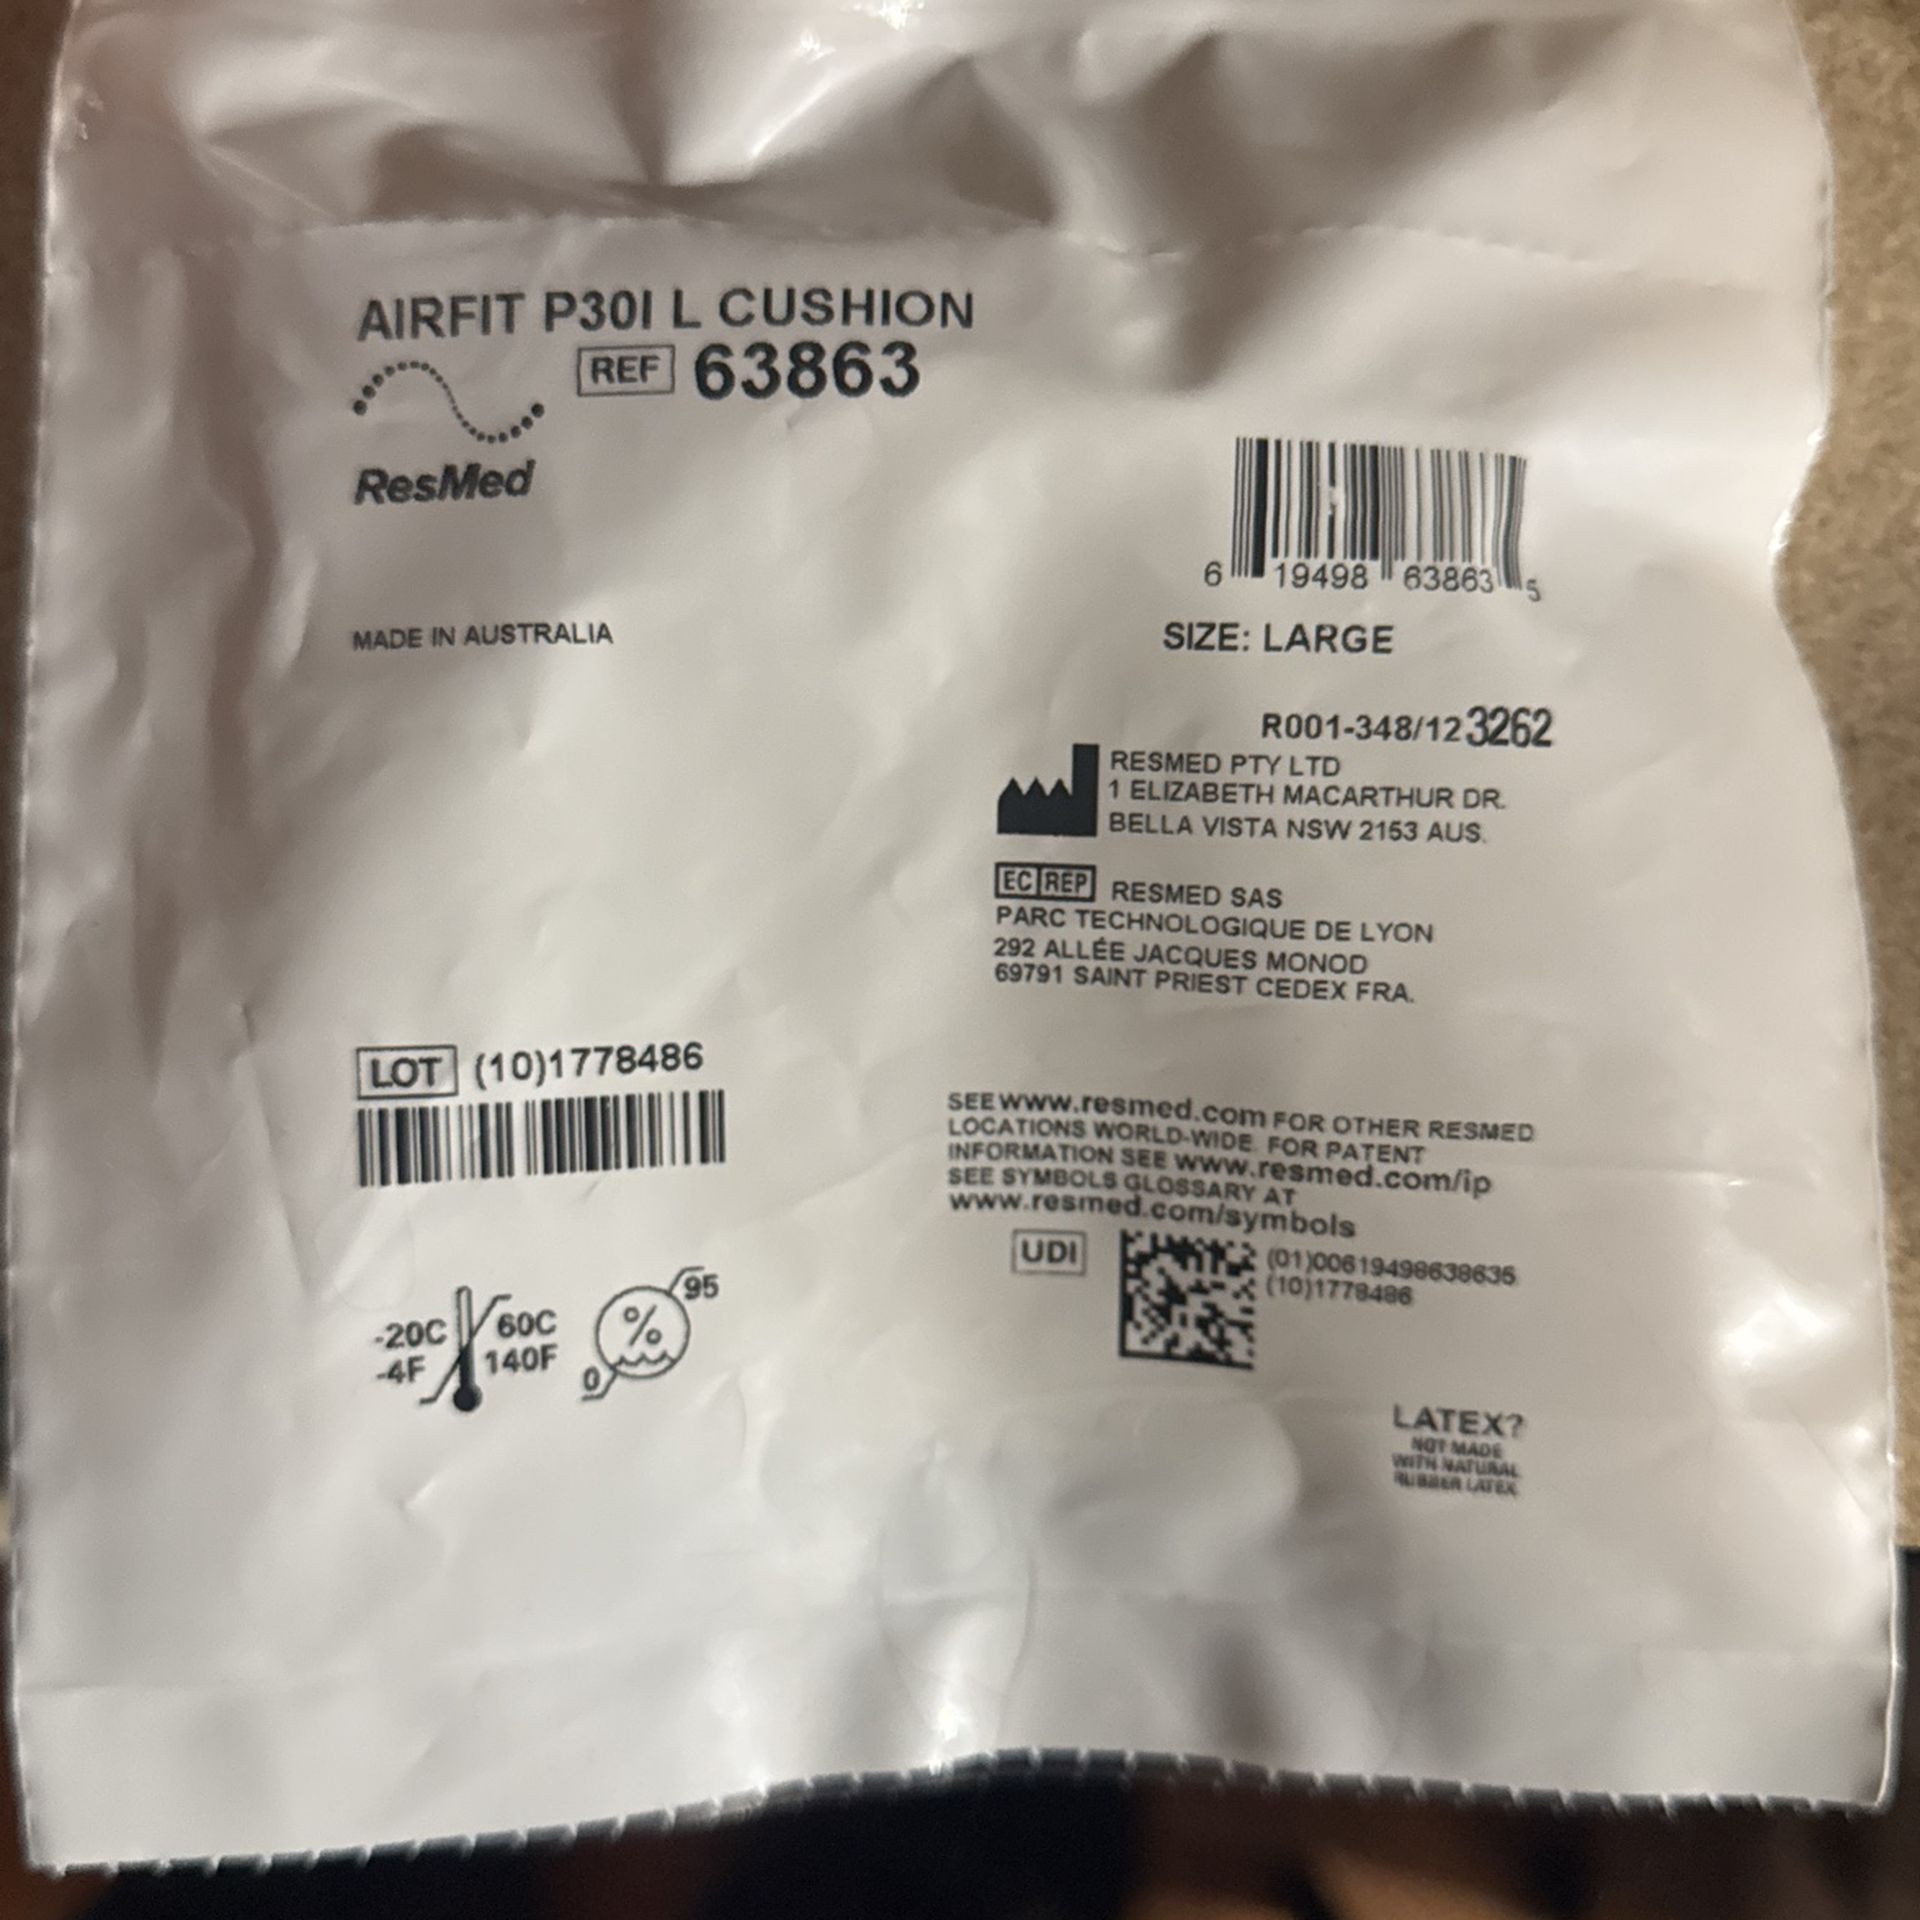 AIRFIT P30I L CUSHION
REF 63863
ResMed
6 19498 63863 5
MADE IN AUSTRALIA
SIZE: LARGE
R001-348/12 3262
RESMED PTY LTD
1 ELIZABETH MACARTHUR DR.
BELLA VISTA NSW 2153 AUS.
EC REP RESMED SAS
PARC TECHNOLOGIQUE DE LYON
292 ALLÉE JACQUES MONOD
69791 SAINT PRIEST CEDEX FRA.
LOT (10)1778486
SEE www.resmed.com FOR OTHER RESMED
LOCATIONS WORLD-WIDE. FOR PATENT
INFORMATION SEE www.resmed.com/ip
SEE SYMBOLS GLOSSARY AT
www.resmed.com/symbols
UDI (01)00619498638635
(10)1778486
-20C 60C
-4F 140F
% 95
0
LATEX?
NOT MADE
WITH NATURAL
RUBBER LATEX